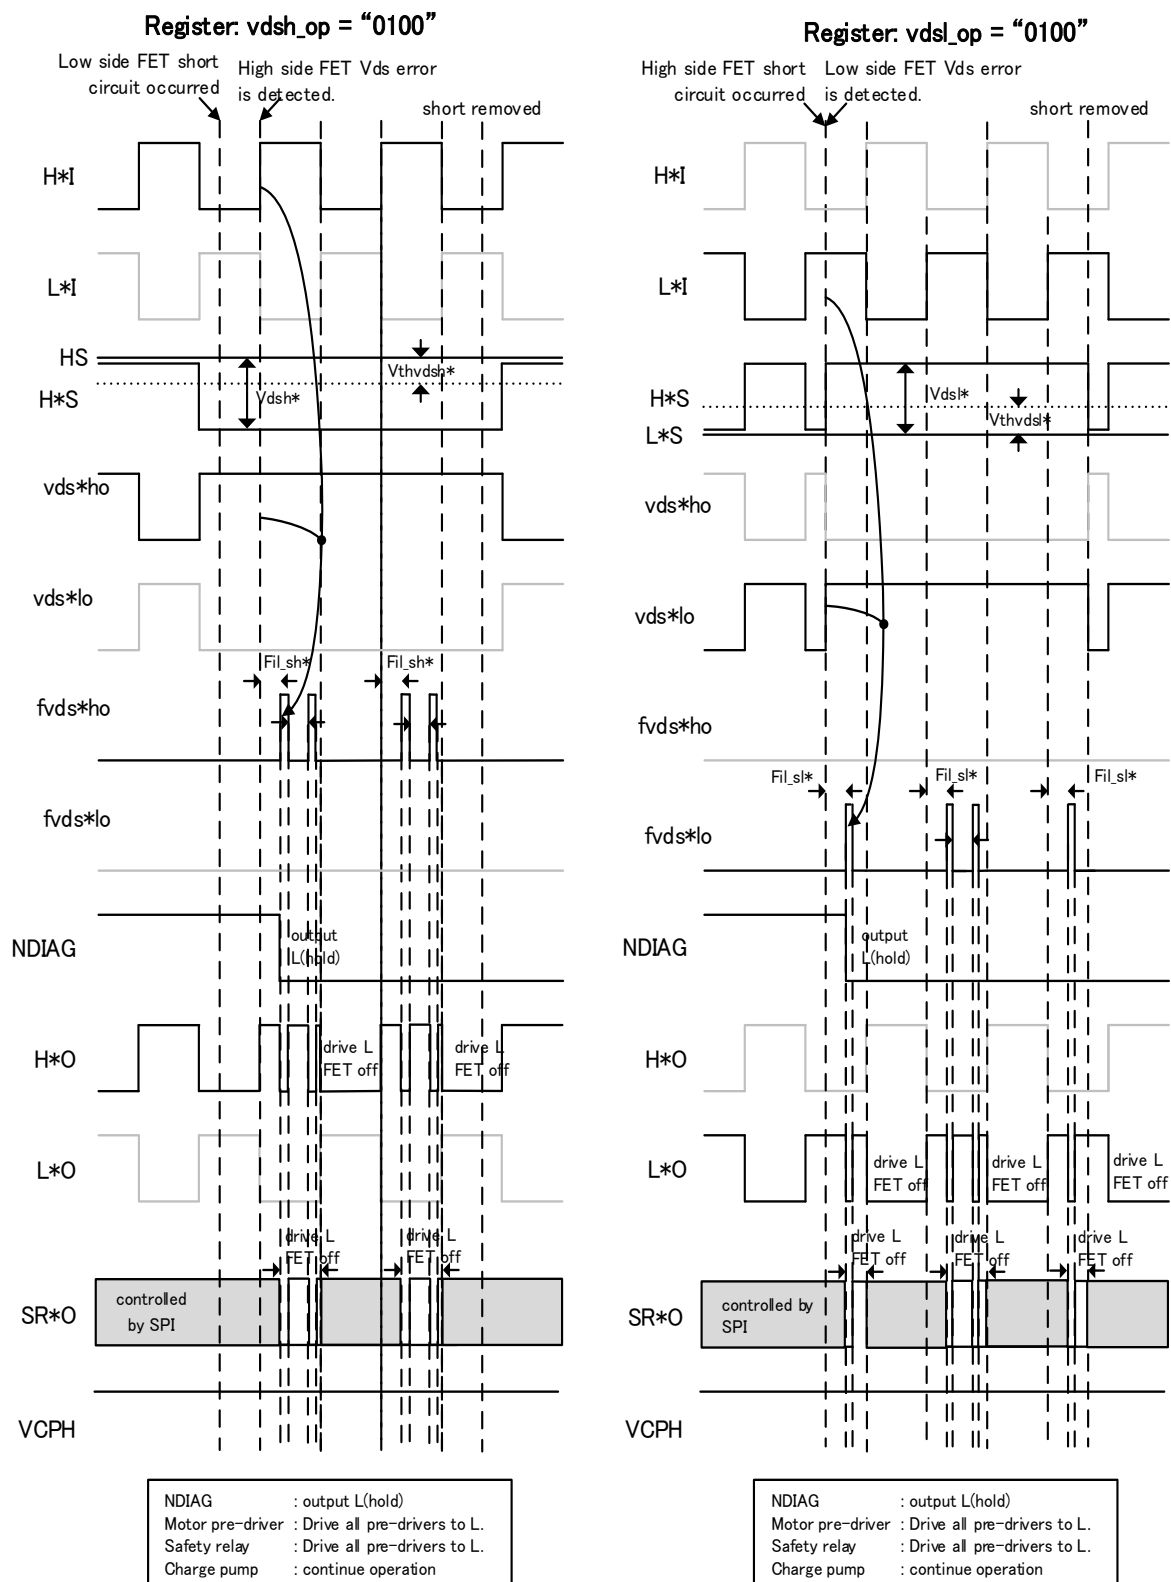 Register: vdsh_op = “0100”
Low side FET short
circuit occurred
High side FET Vds error
is detected.
short removed
H*I
L*I
HS
Vthvdsh*
H*S
Vdsh*
vds*ho
vds*lo
Fil_sh*
Fil_sh*
fvds*ho
fvds*lo
NDIAG
output
L(hold)
H*O
drive L
FET off
drive L
FET off
L*O
drive L
FET off
drive L
FET off
SR*O
controlled
by SPI
VCPH
NDIAG : output L(hold)
Motor pre-driver : Drive all pre-drivers to L.
Safety relay : Drive all pre-drivers to L.
Charge pump : continue operation
Register: vdsl_op = “0100”
High side FET short
circuit occurred
Low side FET Vds error
is detected.
short removed
H*I
L*I
H*S
Vdsl*
Vthvdsl*
L*S
vds*ho
vds*lo
fvds*ho
Fil_sl*
Fil_sl*
Fil_sl*
fvds*lo
NDIAG
output
L(hold)
H*O
L*O
drive L
FET off
drive L
FET off
drive L
FET off
drive L
FET off
drive L
FET off
drive L
FET off
SR*O
controlled by
SPI
VCPH
NDIAG : output L(hold)
Motor pre-driver : Drive all pre-drivers to L.
Safety relay : Drive all pre-drivers to L.
Charge pump : continue operation